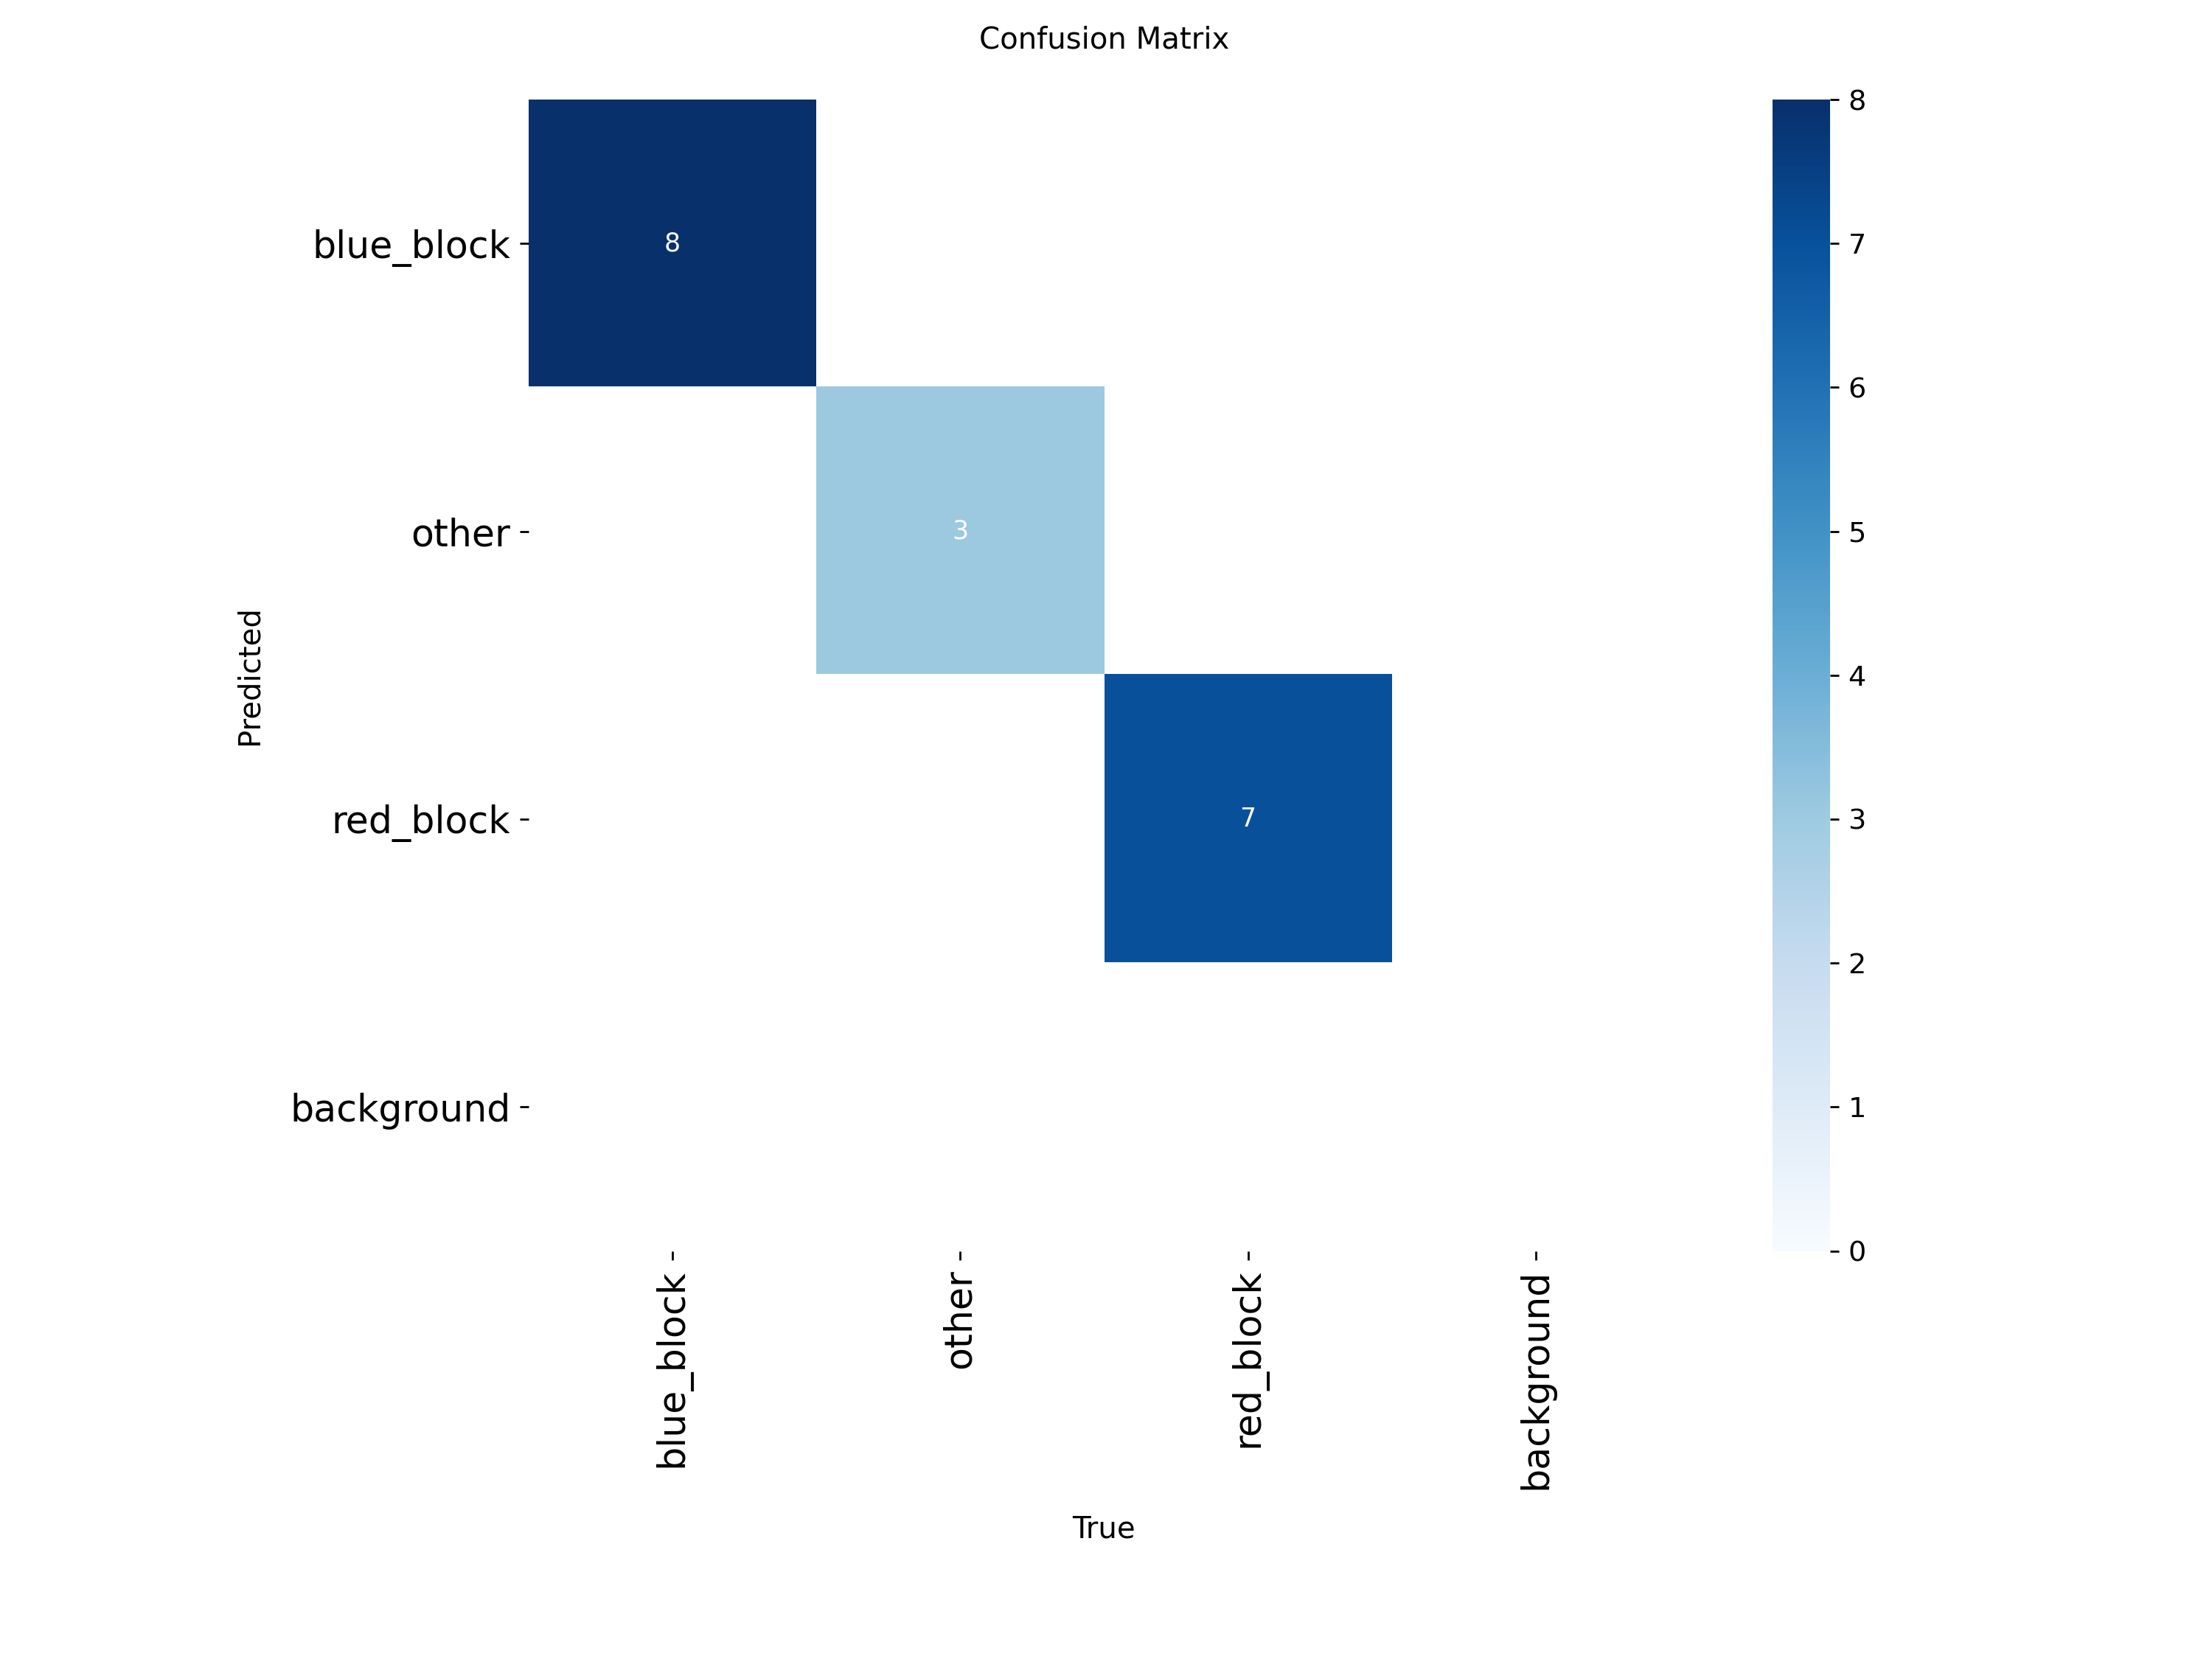 Confusion Matrix
blue_block
other
red_block
background
Predicted
8
3
7
blue_block
other
red_block
background
True
8
7
6
5
4
3
2
1
0